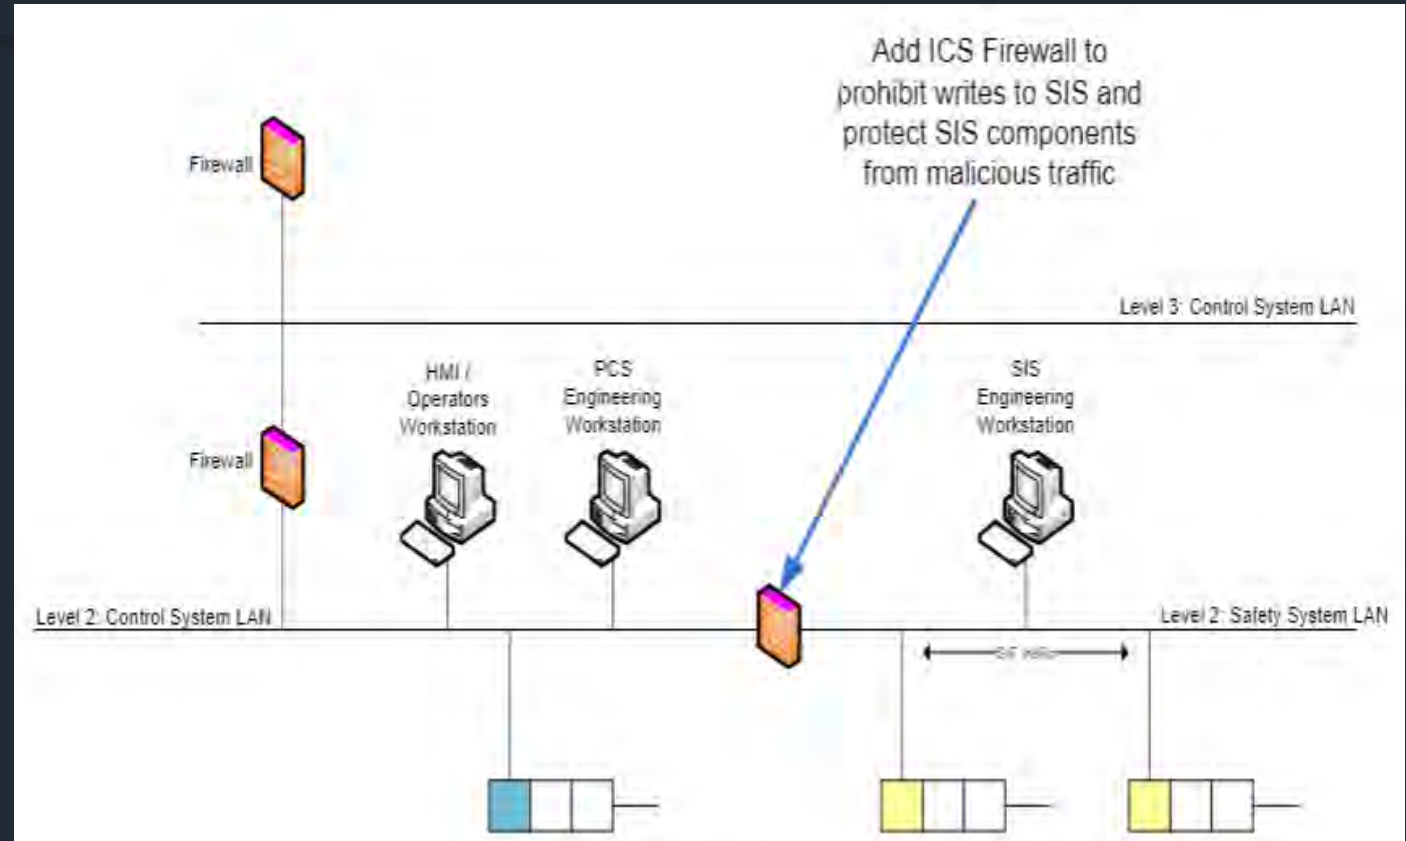 Add ICS Firewall to
prohibit writes to SIS and
protect SIS components
from malicious traffic
Firewall
Level 3: Control System LAN
HMI /
Operators
Workstation
PCS
Engineering
Workstation
SIS
Engineering
Workstation
Firewall
Level 2: Control System LAN
Level 2: Safety System LAN